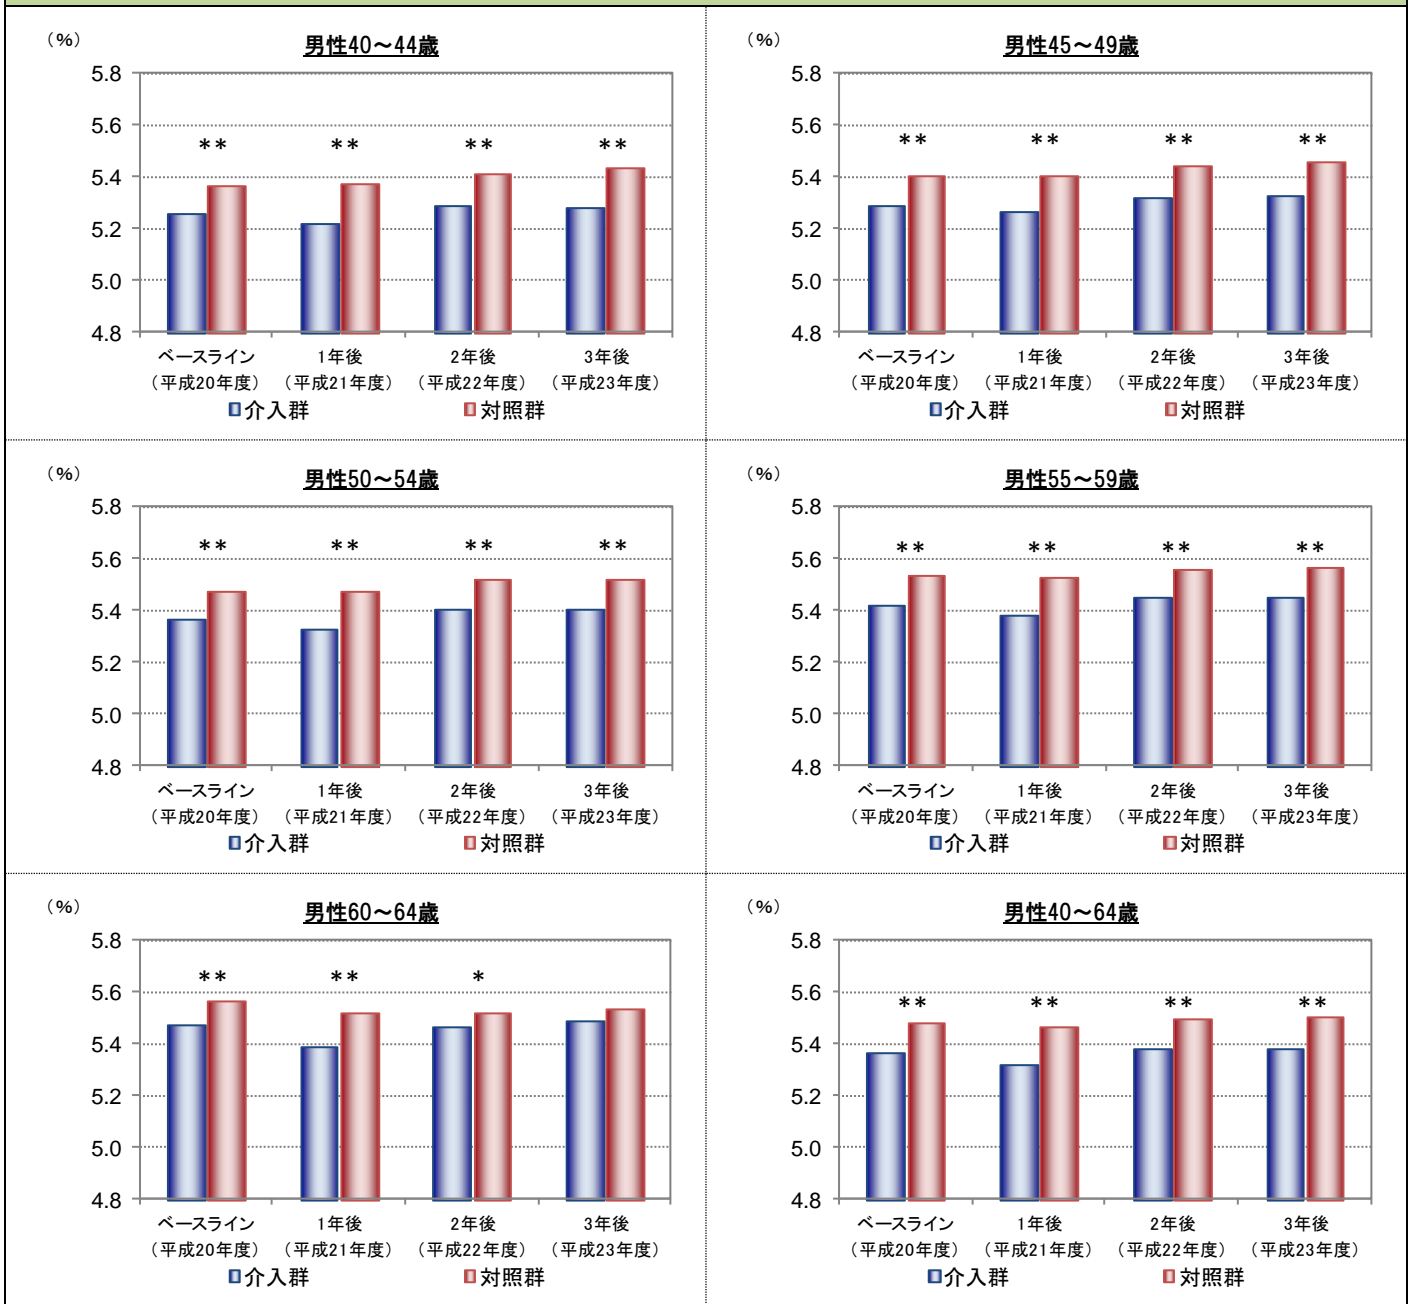 （%）
男性40～44歳
5.8
5.6
5.4
5.2
5.0
4.8
** ** ** **
ベースライン 1年後 2年後 3年後
（平成20年度） （平成21年度） （平成22年度） （平成23年度）
介入群 対照群
（%）
男性45～49歳
5.8
5.6
5.4
5.2
5.0
4.8
** ** ** **
ベースライン 1年後 2年後 3年後
（平成20年度） （平成21年度） （平成22年度） （平成23年度）
介入群 対照群
（%）
男性50～54歳
5.8
5.6
5.4
5.2
5.0
4.8
** ** ** **
ベースライン 1年後 2年後 3年後
（平成20年度） （平成21年度） （平成22年度） （平成23年度）
介入群 対照群
（%）
男性55～59歳
5.8
5.6
5.4
5.2
5.0
4.8
** ** ** **
ベースライン 1年後 2年後 3年後
（平成20年度） （平成21年度） （平成22年度） （平成23年度）
介入群 対照群
（%）
男性60～64歳
5.8
5.6
5.4
5.2
5.0
4.8
** ** *
ベースライン 1年後 2年後 3年後
（平成20年度） （平成21年度） （平成22年度） （平成23年度）
介入群 対照群
（%）
男性40～64歳
5.8
5.6
5.4
5.2
5.0
4.8
** ** ** **
ベースライン 1年後 2年後 3年後
（平成20年度） （平成21年度） （平成22年度） （平成23年度）
介入群 対照群